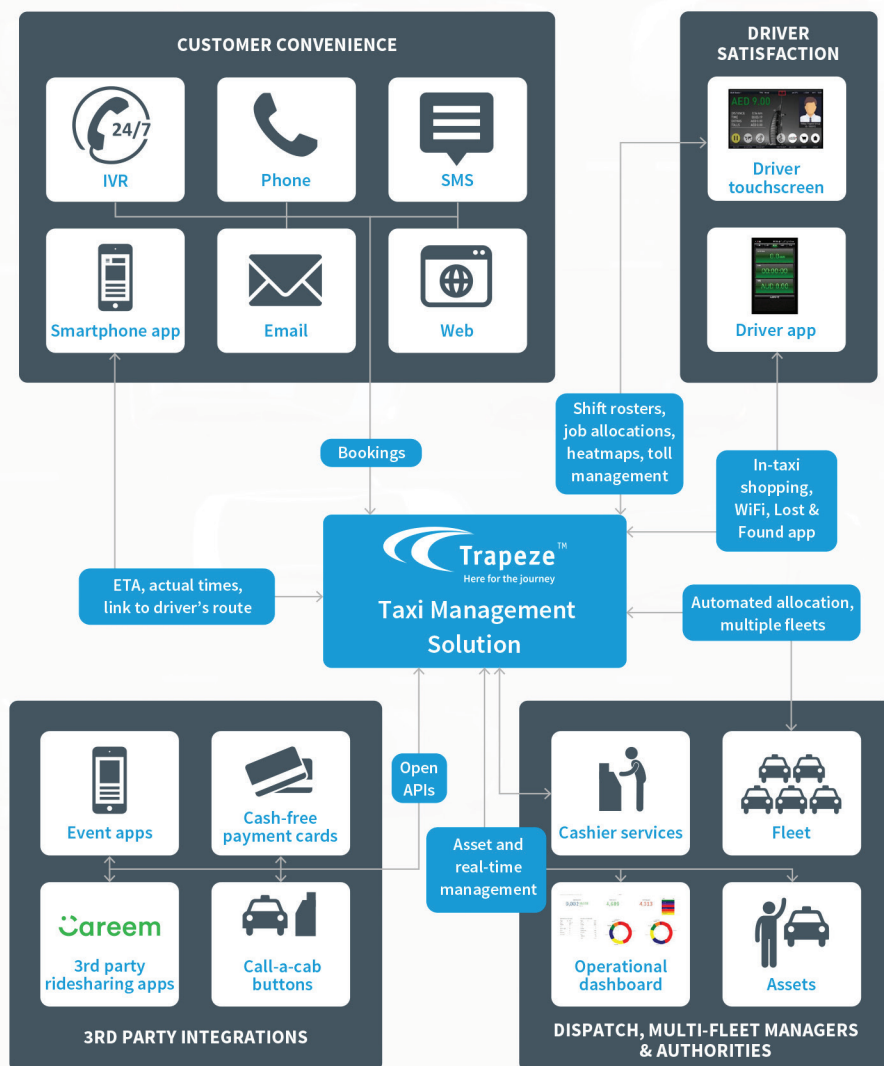 CUSTOMER CONVENIENCE
24/7
IVR
Phone
SMS
Smartphone app
Email
Web
DRIVER
SATISFACTION
AED 9.00
Driver
touchscreen
Driver app
Bookings
Shift rosters,
job allocations,
heatmaps, toll
management
In-taxi
shopping,
WiFi, Lost &
Found app
ETA, actual times,
link to driver’s route
Trapeze™
Here for the journey
Taxi Management
Solution
Automated allocation,
multiple fleets
Open
APIs
Asset and
real-time
management
Event apps
Cash-free
payment cards
Careem
3rd party
ridesharing apps
Call-a-cab
buttons
3RD PARTY INTEGRATIONS
Cashier services
Fleet
Operational
dashboard
Assets
DISPATCH, MULTI-FLEET MANAGERS
& AUTHORITIES